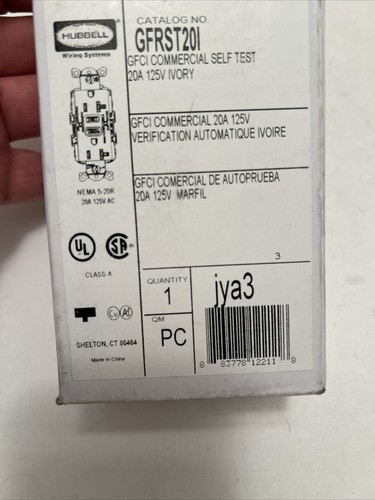 HUBBELL
Wiring Systems
CATALOG NO
GFRST20I
GFCI COMMERCIAL SELF TEST
20A 125V IVORY
GFCI COMMERCIAL 20A 125V
VERIFICATION AUTOMATIQUE IVOIRE
NEMA 5-20R
20A 125V AC
GFCI COMERCIAL DE AUTOPRUEBA
20A 125V MARFIL
UL
SA
CLASS A
3
QUANTITY
1
jya3
QM
PC
SHELTON, CT 06484
Made in China
8 83778 12211 8